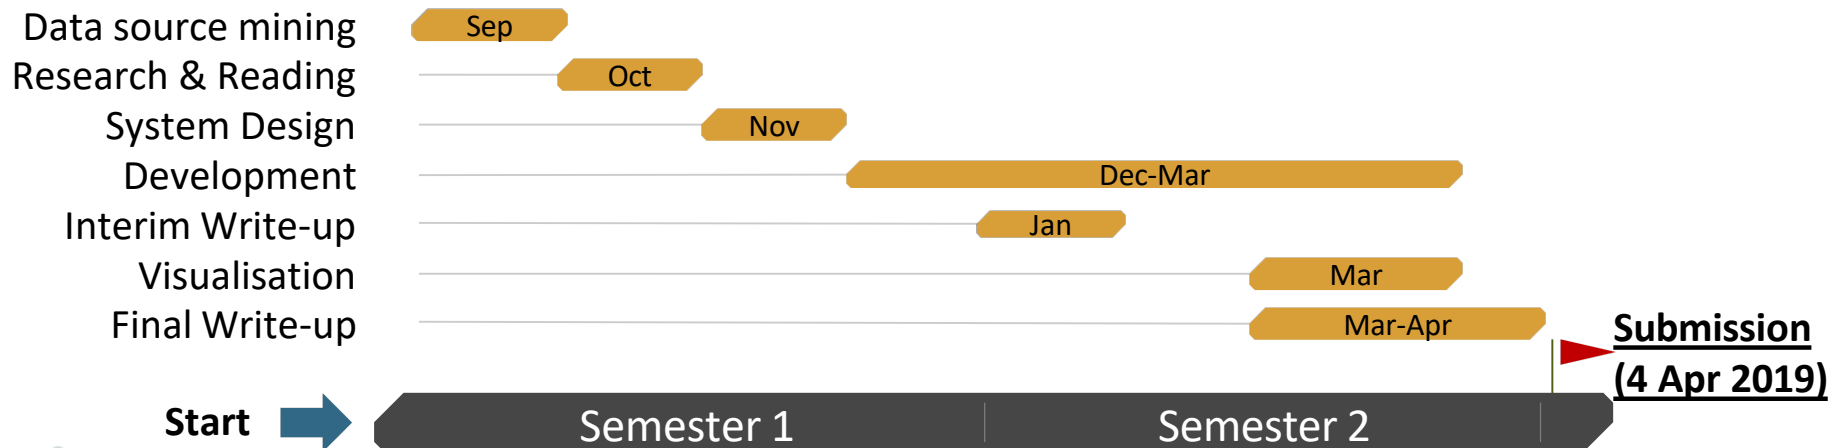 Data source mining Sep
Research & Reading Oct
System Design Nov
Development Dec-Mar
Interim Write-up Jan
Visualisation Mar
Final Write-up Mar-Apr
Submission
(4 Apr 2019)
Start Semester 1 Semester 2